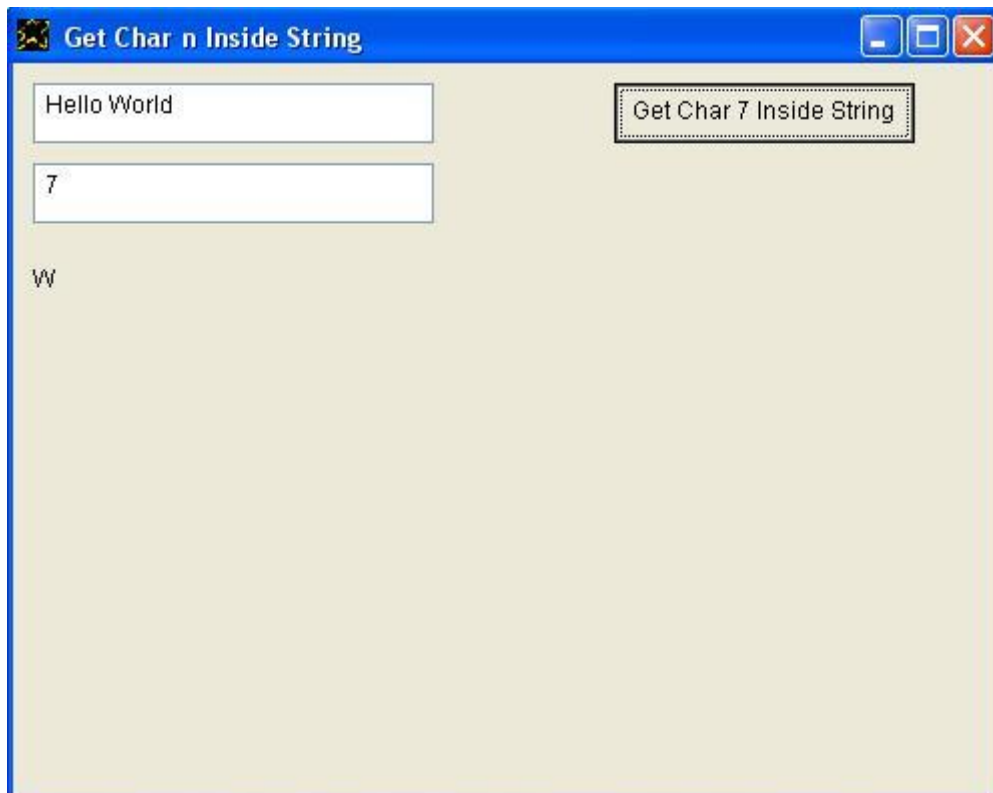 Get Char n Inside String
Hello World
Get Char 7 Inside String
7
W